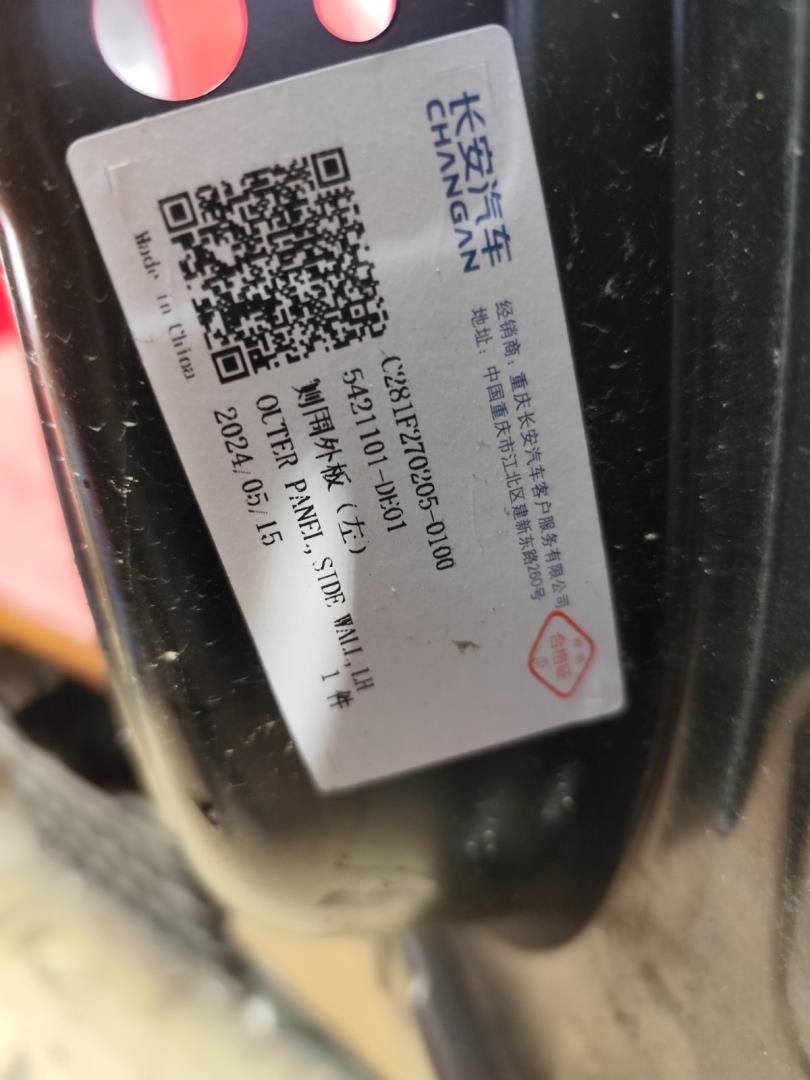 长安汽车
CHANGAN
经销商：重庆长安汽车客户服务有限公司
地址：中国重庆市江北区建新东路260号
合格证
C281F270205-0100
5421101-DE01
侧围外板（左）
OUTER PANEL,SIDE WALL,LH
2024/05/15
1 件
Made in China